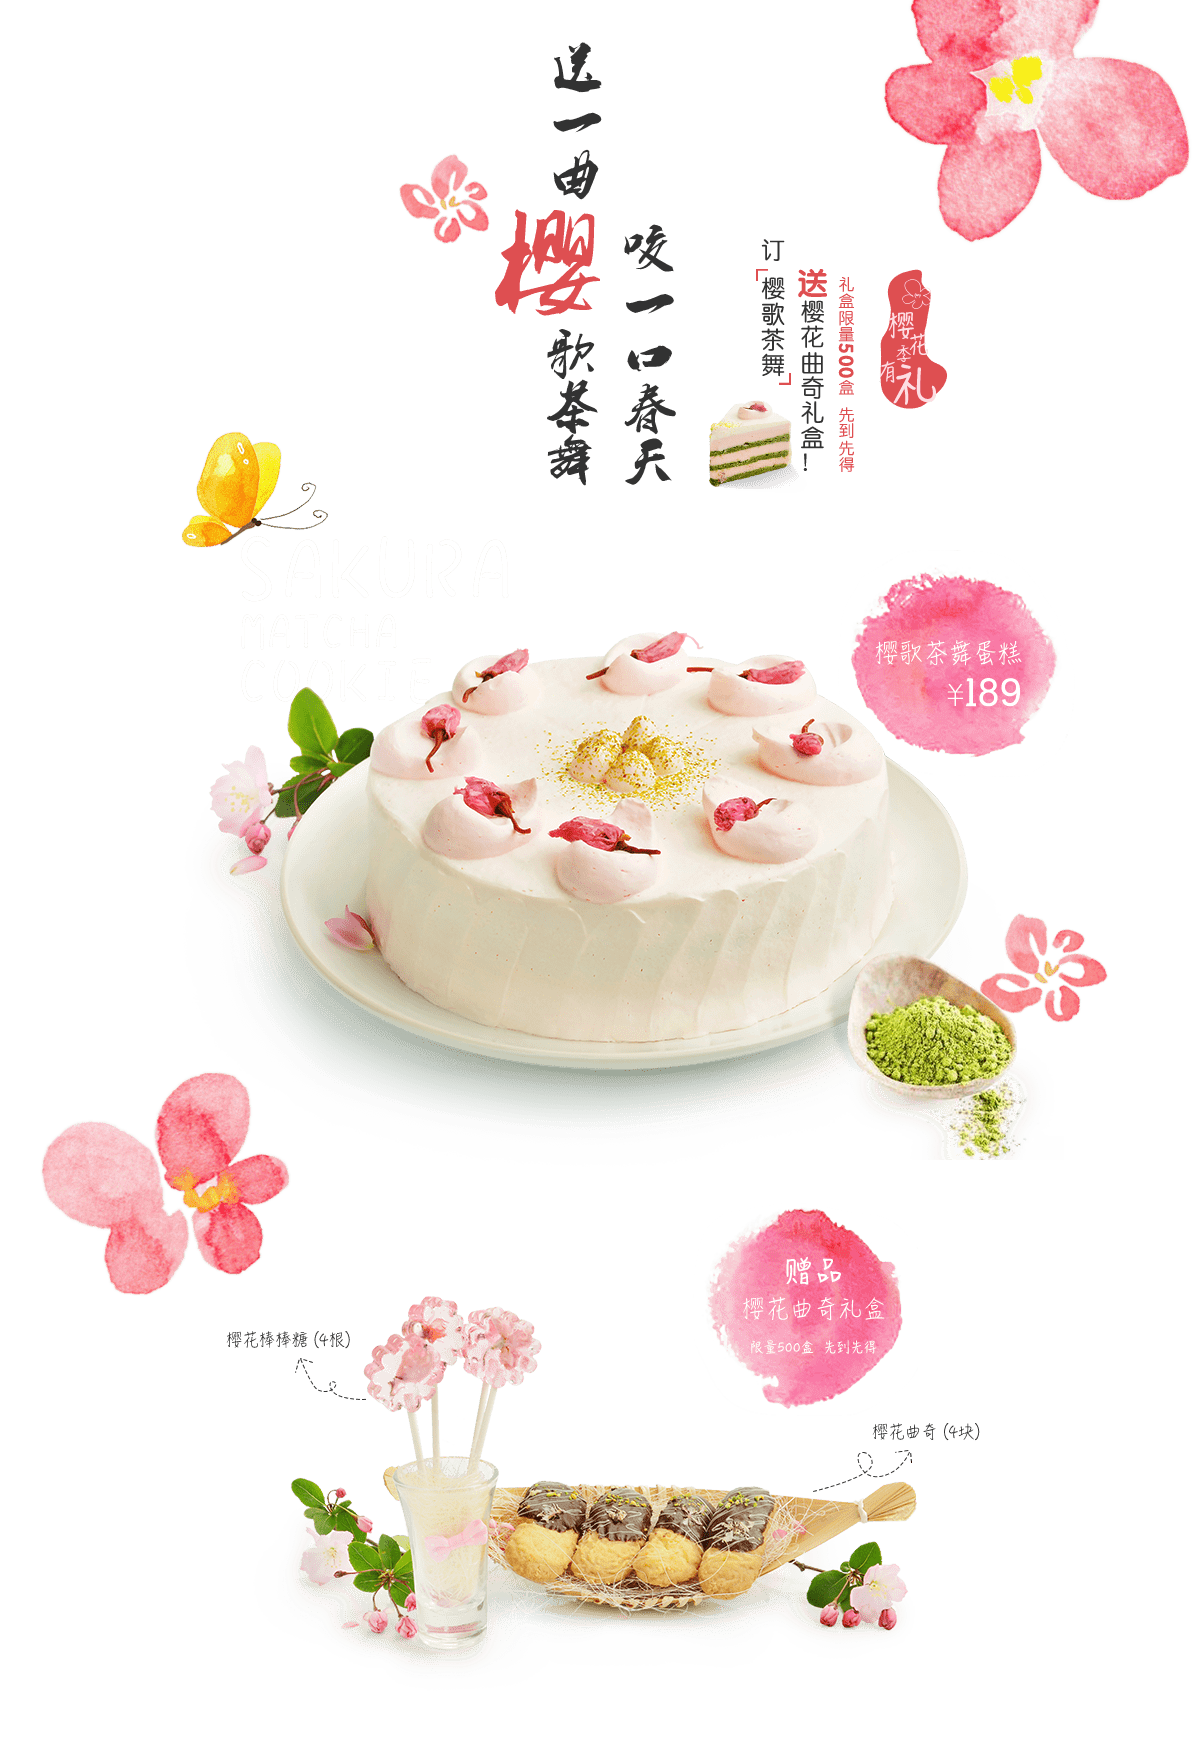 送一曲櫻歌茶舞
咬一口春天
订
「樱歌茶舞」
送樱花曲奇礼盒!
礼盒限量500盒 先到先得
樱花季有礼
SAKURA
MATCHA
COOKIE
樱歌茶舞蛋糕
¥189
赠品
樱花曲奇礼盒
限量500盒 先到先得
樱花棒棒糖 (4根)
樱花曲奇 (4块)